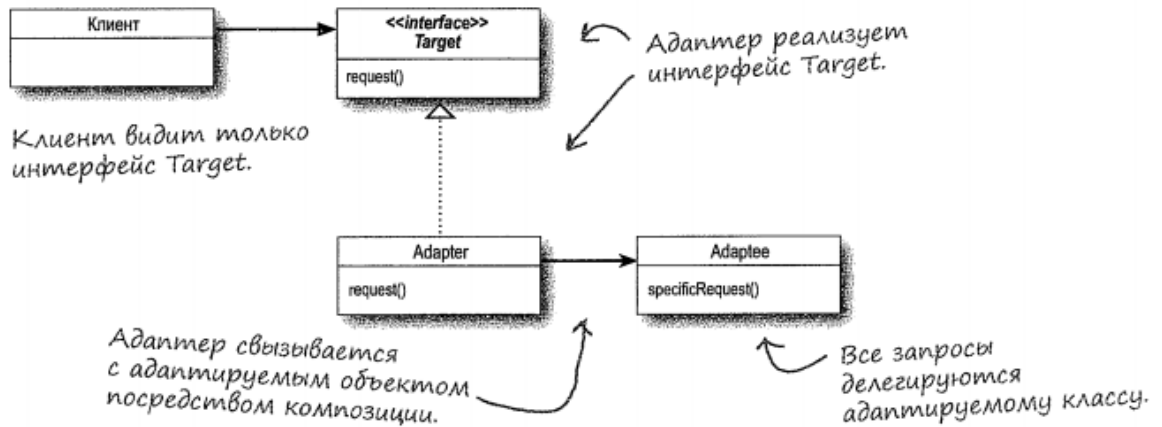 Клиент
<<interface>>
Target
request()
Адаптер реализует
интерфейс Target.
Клиент видит только
интерфейс Target.
Adapter
request()
Adaptee
specificRequest()
Адаптер свызывается
с адаптируемым объектом
посредством композиции.
Все запросы
делегируются
адаптируемому классу.